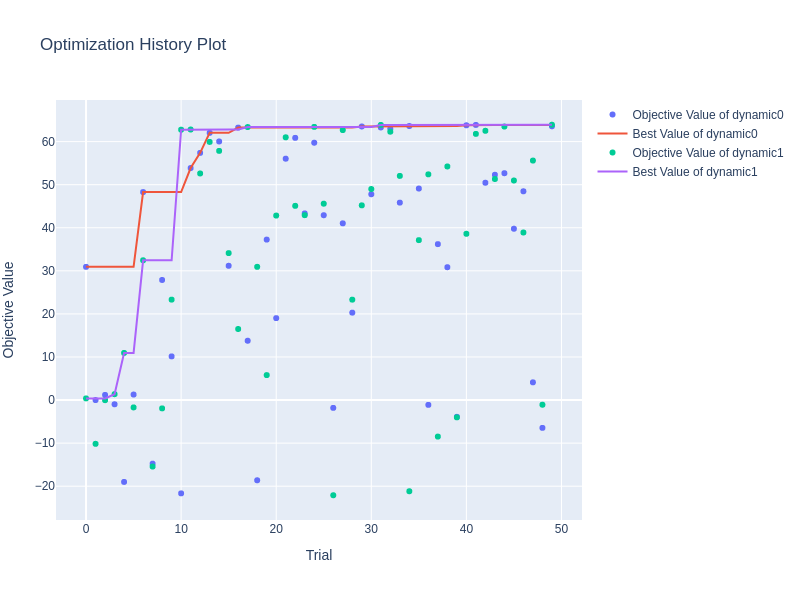 Optimization History Plot
Objective Value of dynamic0
Best Value of dynamic0
Objective Value of dynamic1
Best Value of dynamic1
Objective Value
60
50
40
30
20
10
0
−10
−20
0 10 20 30 40 50
Trial